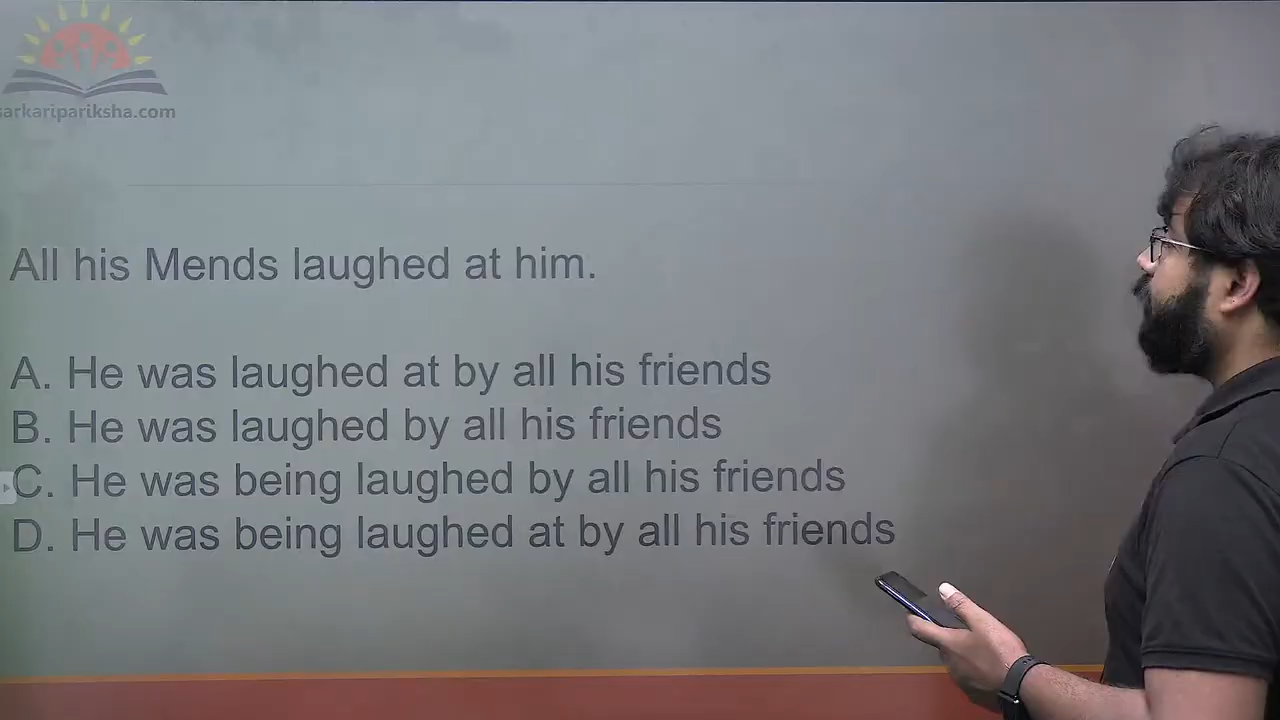 sarkaripariksha.com
All his Mends laughed at him.
A. He was laughed at by all his friends
B. He was laughed by all his friends
C. He was being laughed by all his friends
D. He was being laughed at by all his friends